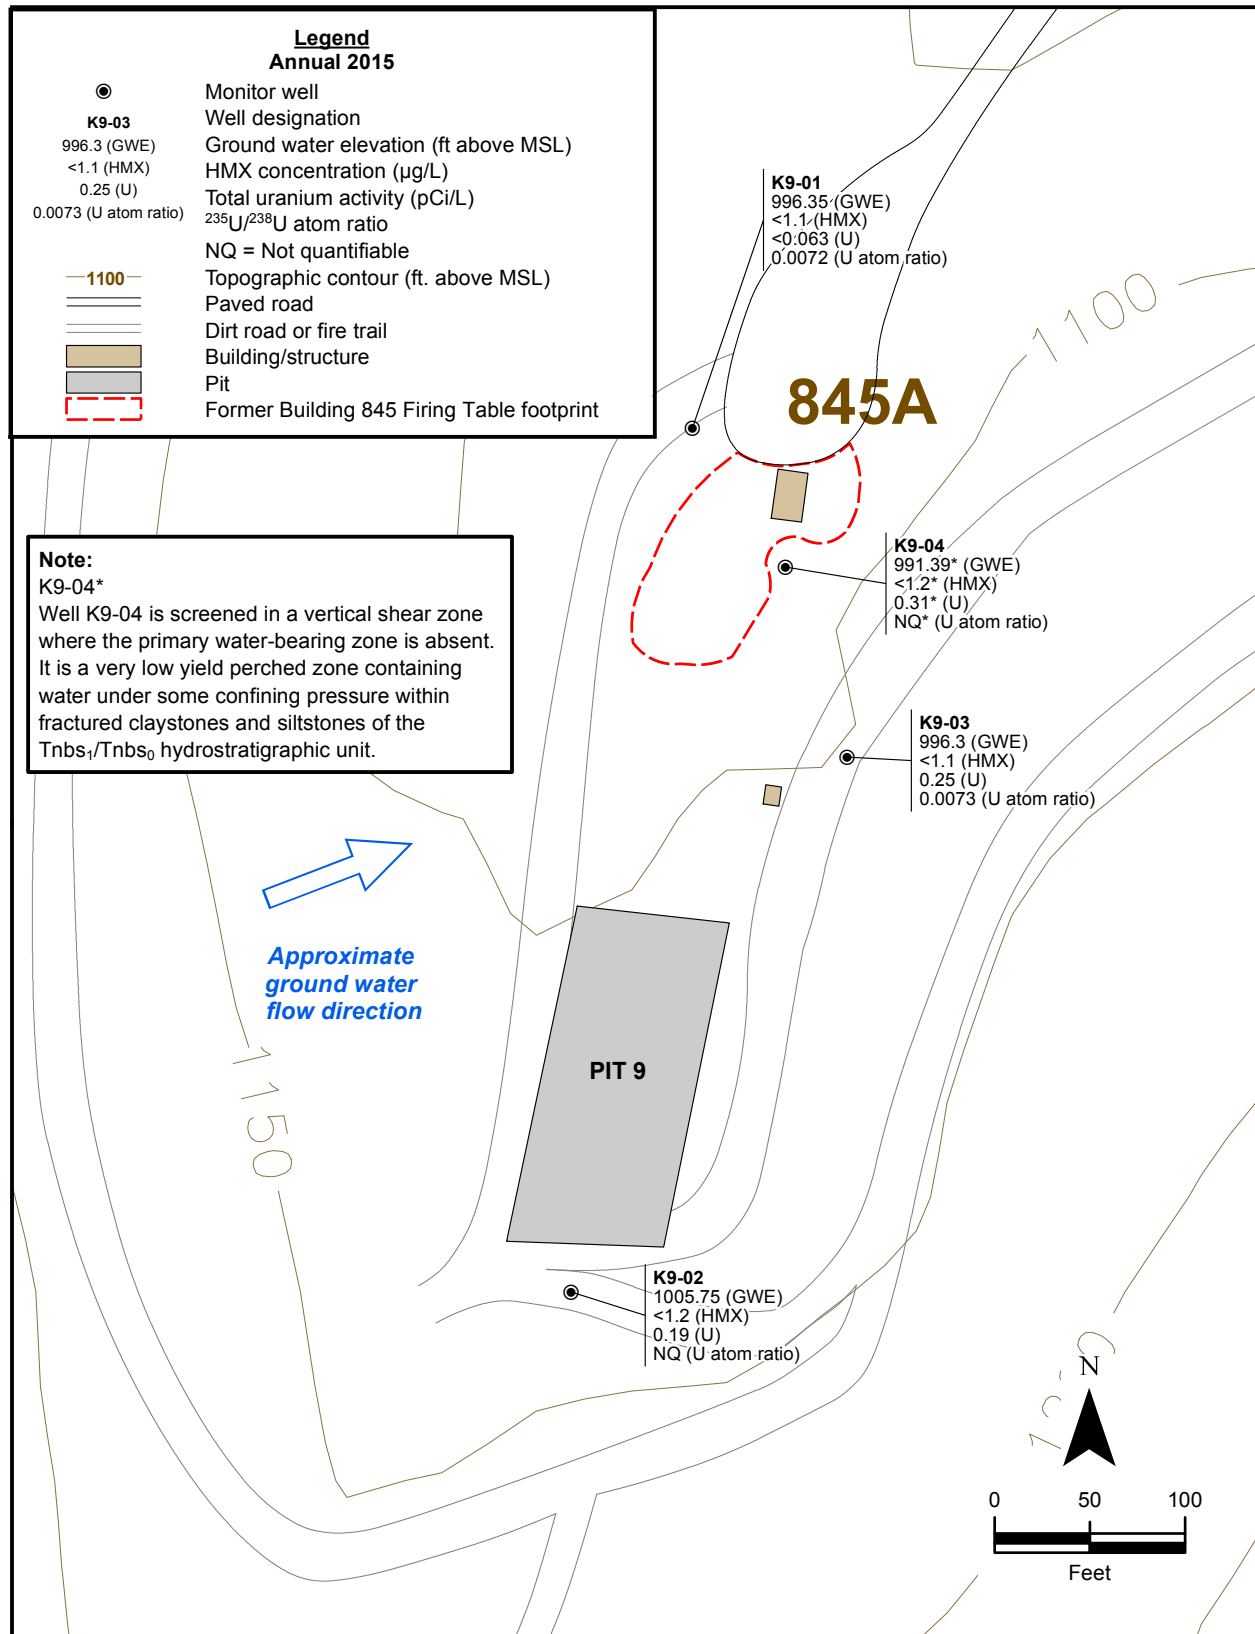 Legend
Annual 2015
Monitor well
K9-03 Well designation
996.3 (GWE) Ground water elevation (ft above MSL)
<1.1 (HMX) HMX concentration (µg/L)
0.25 (U) Total uranium activity (pCi/L)
0.0073 (U atom ratio) ²³⁵U/²³⁸U atom ratio
NQ = Not quantifiable
1100 Topographic contour (ft. above MSL)
Paved road
Dirt road or fire trail
Building/structure
Pit
Former Building 845 Firing Table footprint
K9-01
996.35 (GWE)
<1.1 (HMX)
<0.063 (U)
0.0072 (U atom ratio)
1100
845A
Note:
K9-04*
Well K9-04 is screened in a vertical shear zone
where the primary water-bearing zone is absent.
It is a very low yield perched zone containing
water under some confining pressure within
fractured claystones and siltstones of the
Tnbs₁/Tnbs₀ hydrostratigraphic unit.
K9-04
991.39* (GWE)
<1.2* (HMX)
0.31* (U)
NQ* (U atom ratio)
K9-03
996.3 (GWE)
<1.1 (HMX)
0.25 (U)
0.0073 (U atom ratio)
Approximate
ground water
flow direction
1150
PIT 9
K9-02
1005.75 (GWE)
<1.2 (HMX)
0.19 (U)
NQ (U atom ratio)
N
0 50 100
Feet